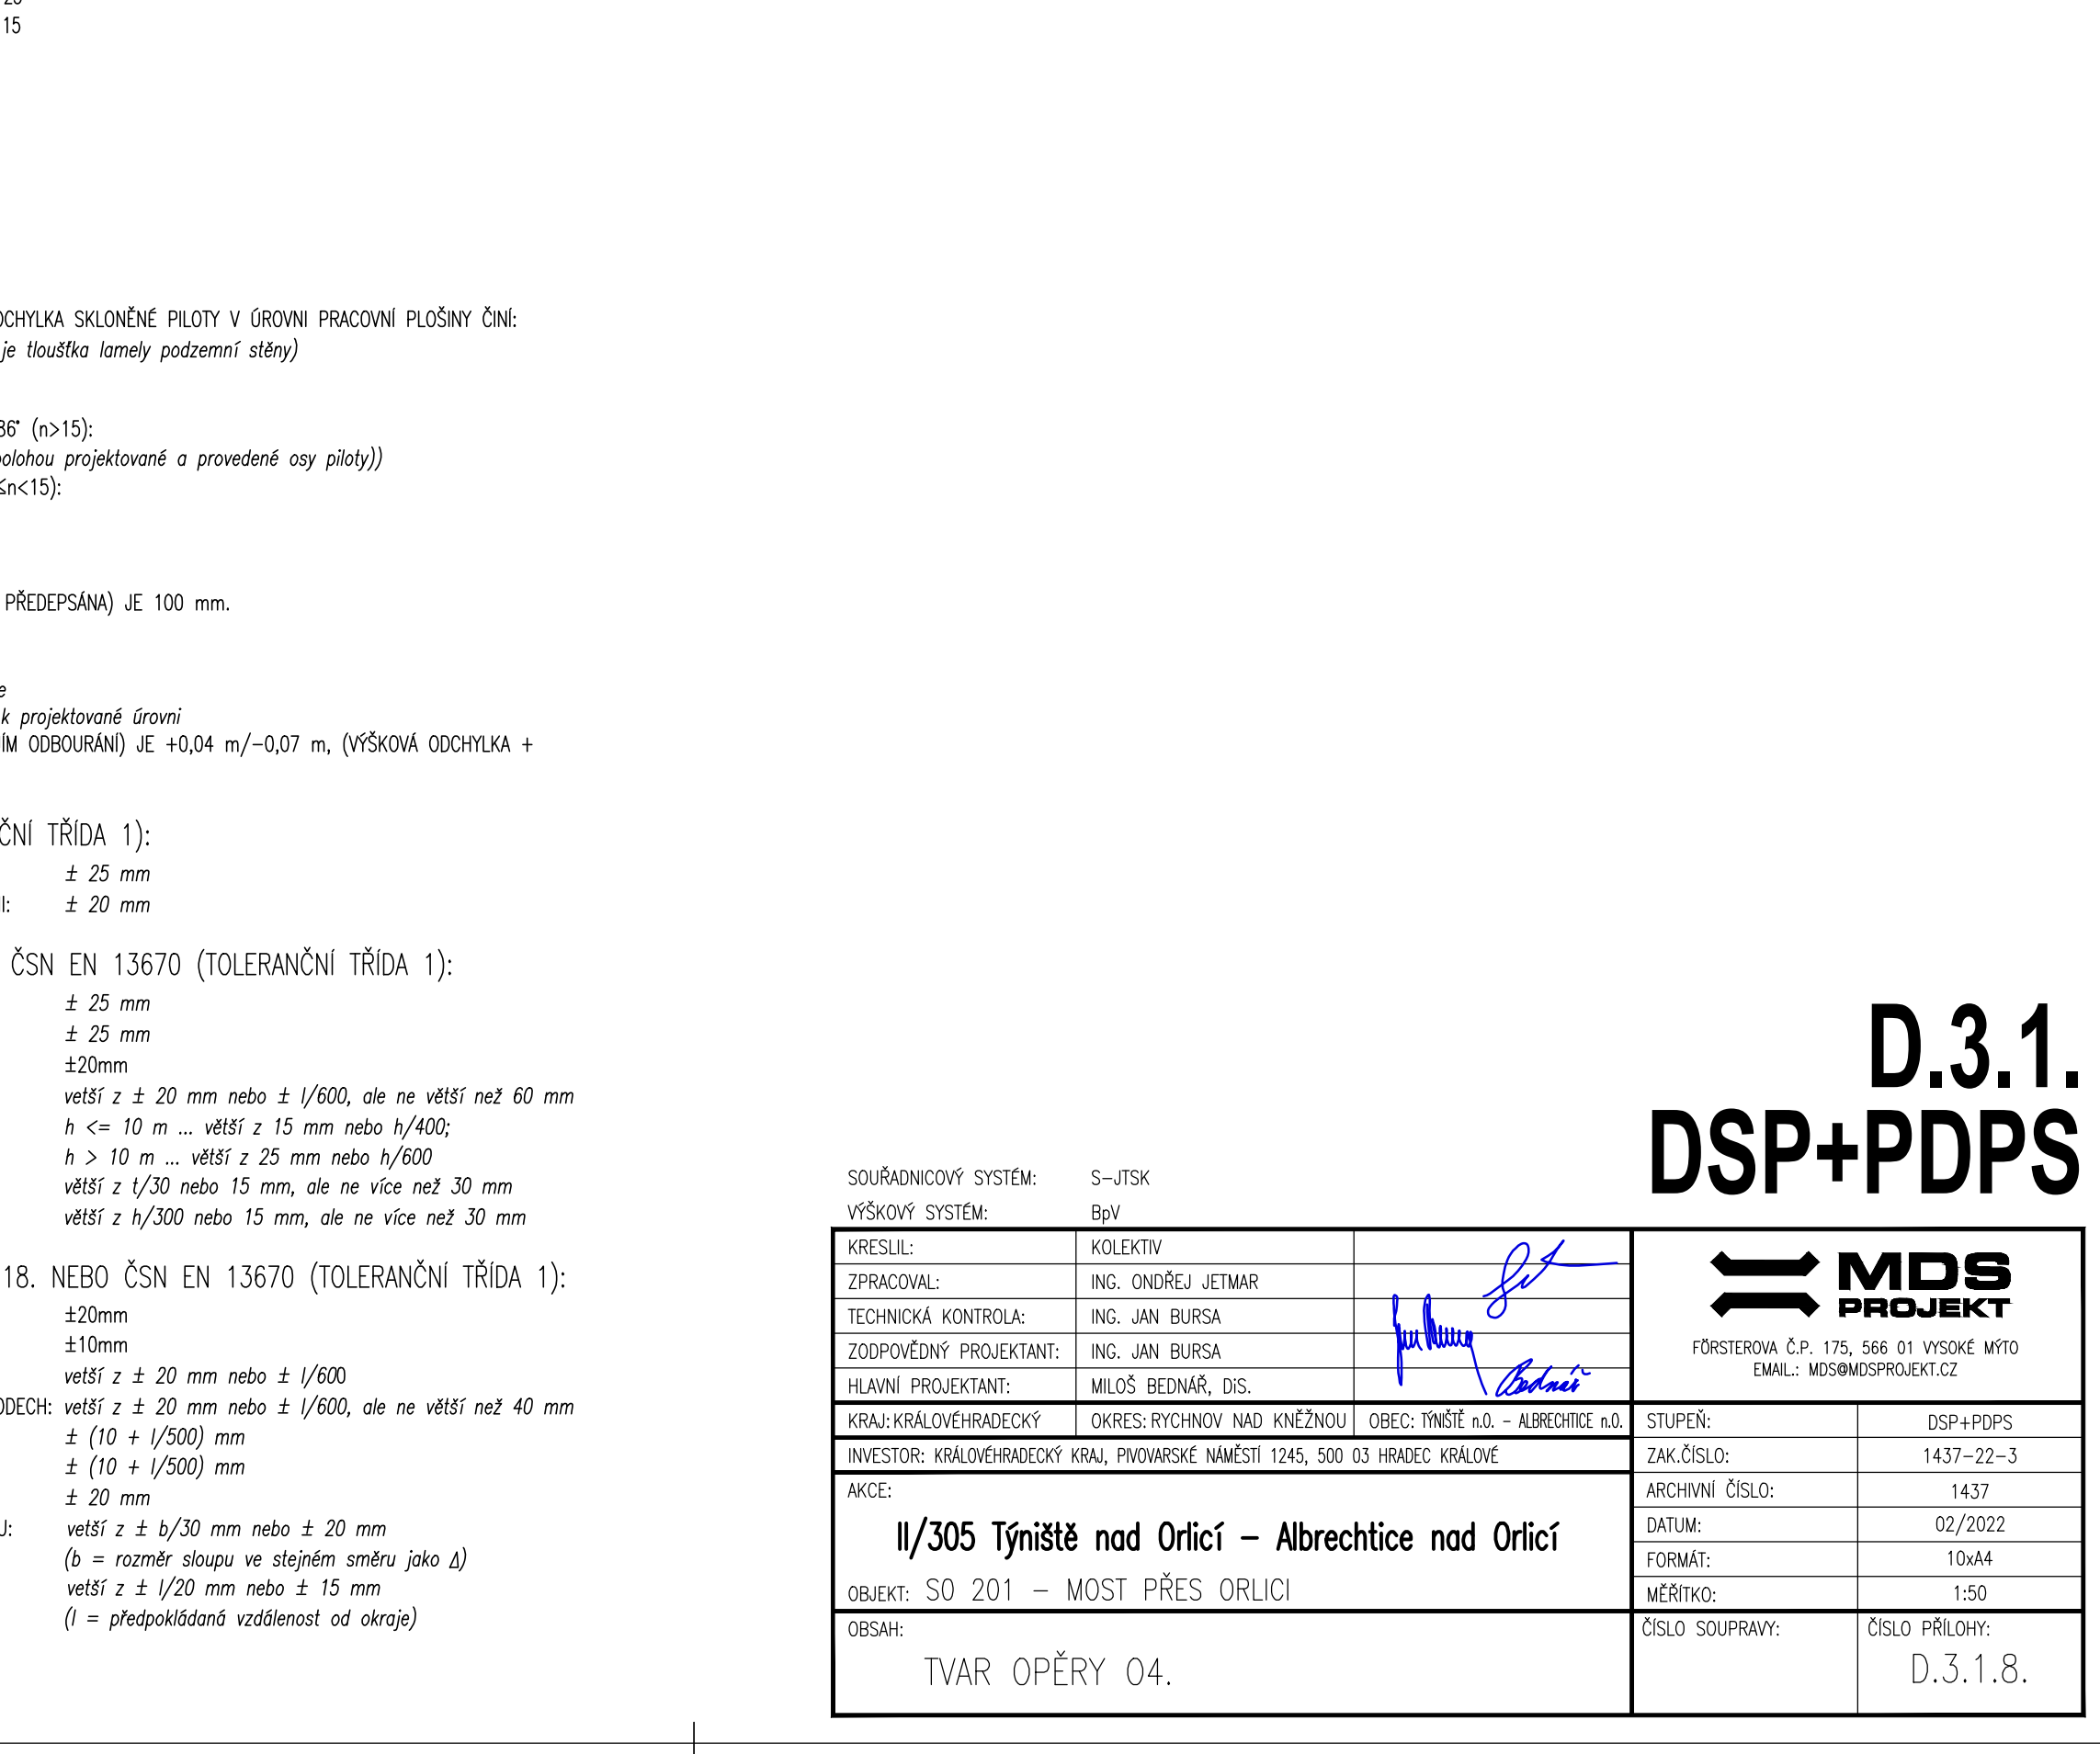 15
CHYLKA SKLONĚNÉ PILOTY V ÚROVNI PRACOVNÍ PLOŠINY ČINÍ:
je tloušťka lamely podzemní stěny)
86° (n>15):
polohou projektované a provedené osy piloty))
≤n<15):
PŘEDEPSÁNA) JE 100 mm.
e
k projektované úrovni
ÍM ODBOURÁNÍ) JE +0,04 m/-0,07 m, (VÝŠKOVÁ ODCHYLKA +
ČNÍ TŘÍDA 1):
± 25 mm
I: ± 20 mm
ČSN EN 13670 (TOLERANČNÍ TŘÍDA 1):
± 25 mm
± 25 mm
±20mm
vetší z ± 20 mm nebo ± l/600, ale ne větší než 60 mm
h <= 10 m ... větší z 15 mm nebo h/400;
h > 10 m ... větší z 25 mm nebo h/600
větší z t/30 nebo 15 mm, ale ne více než 30 mm
větší z h/300 nebo 15 mm, ale ne více než 30 mm
18. NEBO ČSN EN 13670 (TOLERANČNÍ TŘÍDA 1):
±20mm
±10mm
vetší z ± 20 mm nebo ± l/600
ODECH: vetší z ± 20 mm nebo ± l/600, ale ne větší než 40 mm
± (10 + l/500) mm
± (10 + l/500) mm
± 20 mm
U: vetší z ± b/30 mm nebo ± 20 mm
(b = rozměr sloupu ve stejném směru jako Δ)
vetší z ± l/20 mm nebo ± 15 mm
(l = předpokládaná vzdálenost od okraje)
D.3.1.
DSP+PDPS
SOUŘADNICOVÝ SYSTÉM: S-JTSK
VÝŠKOVÝ SYSTÉM: BpV
KRESLIL: KOLEKTIV
ZPRACOVAL: ING. ONDŘEJ JETMAR
TECHNICKÁ KONTROLA: ING. JAN BURSA
ZODPOVĚDNÝ PROJEKTANT: ING. JAN BURSA
HLAVNÍ PROJEKTANT: MILOŠ BEDNÁŘ, DiS. Bednář
MDS
PROJEKT
FÖRSTEROVA Č.P. 175, 566 01 VYSOKÉ MÝTO
EMAIL.: MDS@MDSPROJEKT.CZ
KRAJ: KRÁLOVÉHRADECKÝ OKRES: RYCHNOV NAD KNĚŽNOU OBEC: TÝNIŠTĚ n.O. - ALBRECHTICE n.O.
INVESTOR: KRÁLOVÉHRADECKÝ KRAJ, PIVOVARSKÉ NÁMĚSTÍ 1245, 500 03 HRADEC KRÁLOVÉ
AKCE:
II/305 Týniště nad Orlicí – Albrechtice nad Orlicí
OBJEKT: SO 201 – MOST PŘES ORLICI
STUPEŇ: DSP+PDPS
ZAK.ČÍSLO: 1437-22-3
ARCHIVNÍ ČÍSLO: 1437
DATUM: 02/2022
FORMÁT: 10xA4
MĚŘÍTKO: 1:50
OBSAH:
TVAR OPĚRY O4.
ČÍSLO SOUPRAVY:
ČÍSLO PŘÍLOHY:
D.3.1.8.